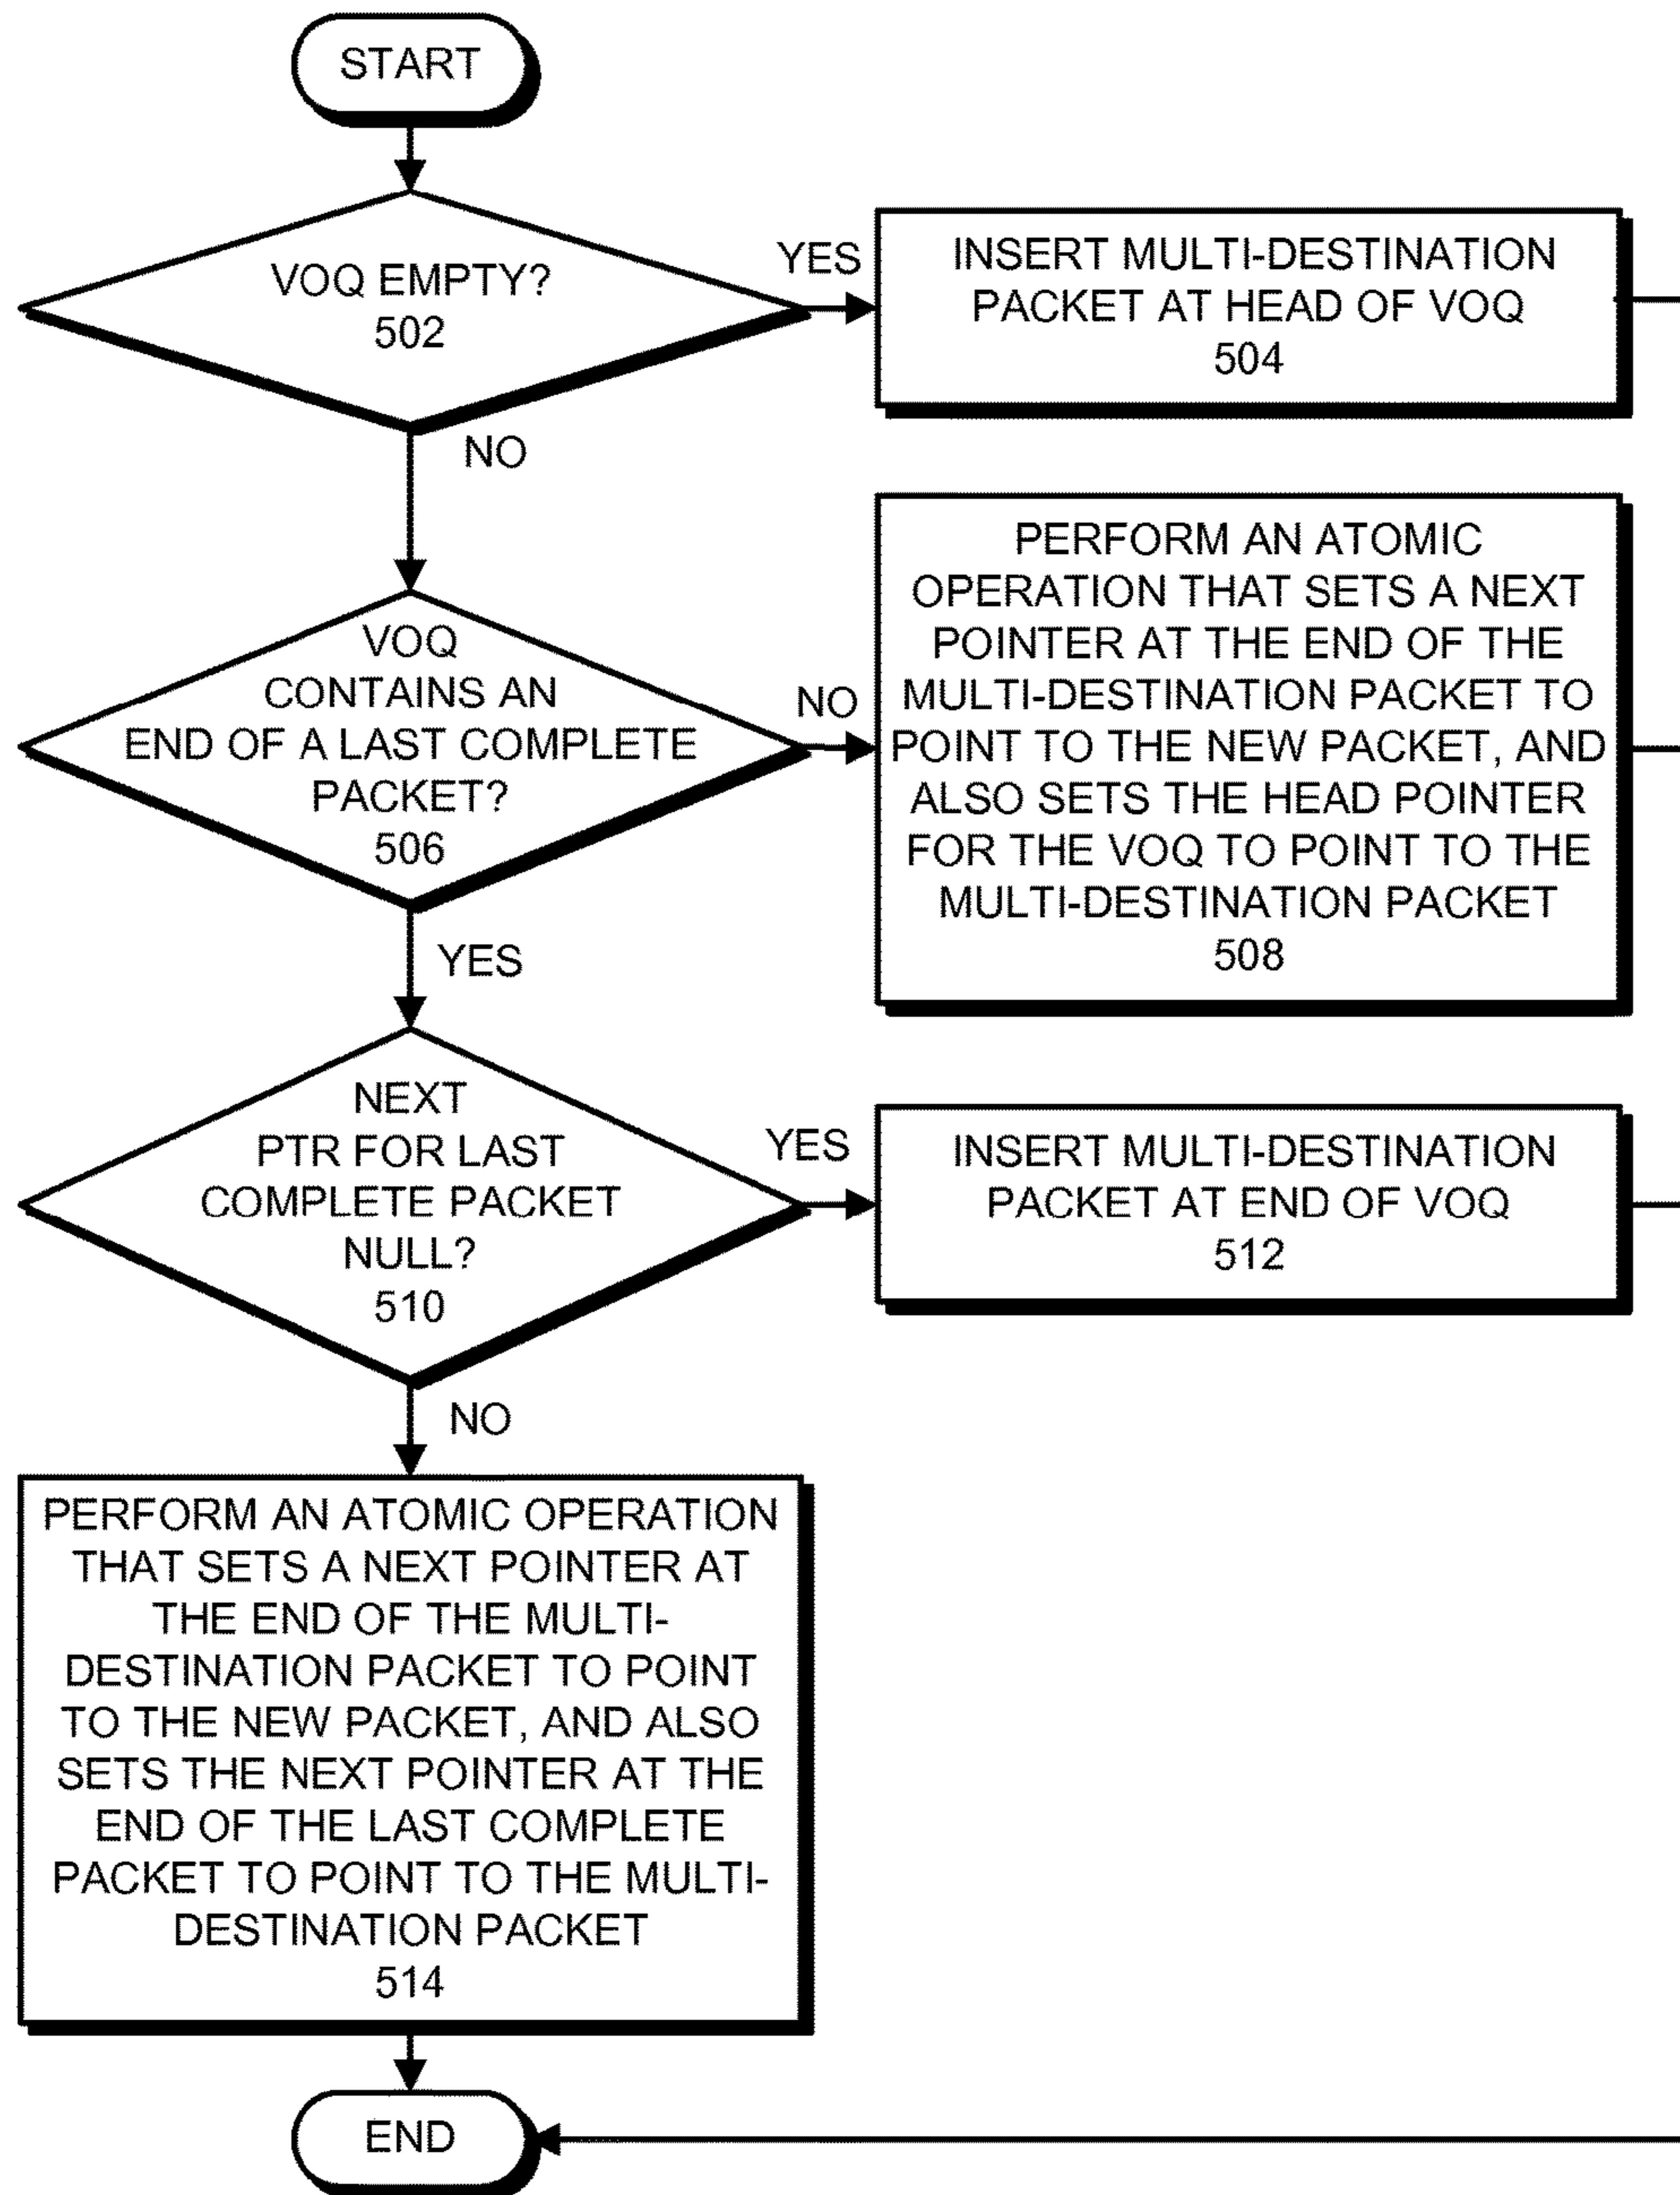 START
VOQ EMPTY?
502
YES
INSERT MULTI-DESTINATION
PACKET AT HEAD OF VOQ
504
NO
VOQ
CONTAINS AN
END OF A LAST COMPLETE
PACKET?
506
NO
PERFORM AN ATOMIC
OPERATION THAT SETS A NEXT
POINTER AT THE END OF THE
MULTI-DESTINATION PACKET TO
POINT TO THE NEW PACKET, AND
ALSO SETS THE HEAD POINTER
FOR THE VOQ TO POINT TO THE
MULTI-DESTINATION PACKET
508
YES
NEXT
PTR FOR LAST
COMPLETE PACKET
NULL?
510
YES
INSERT MULTI-DESTINATION
PACKET AT END OF VOQ
512
NO
PERFORM AN ATOMIC OPERATION
THAT SETS A NEXT POINTER AT
THE END OF THE MULTI-
DESTINATION PACKET TO POINT
TO THE NEW PACKET, AND ALSO
SETS THE NEXT POINTER AT THE
END OF THE LAST COMPLETE
PACKET TO POINT TO THE MULTI-
DESTINATION PACKET
514
END